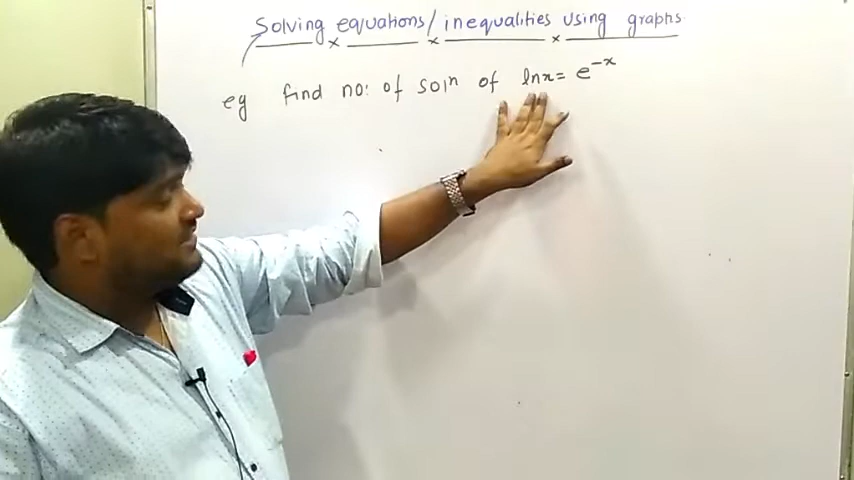 Solving equations/inequalities using graphs
eg find no: of soln of lnx = e^-x